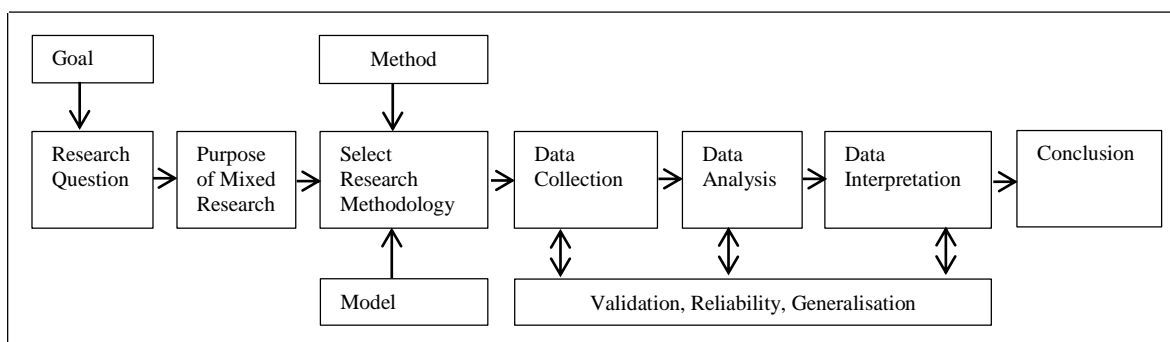 Goal
Method
Research
Question
Purpose
of Mixed
Research
Select
Research
Methodology
Data
Collection
Data
Analysis
Data
Interpretation
Conclusion
Model
Validation, Reliability, Generalisation